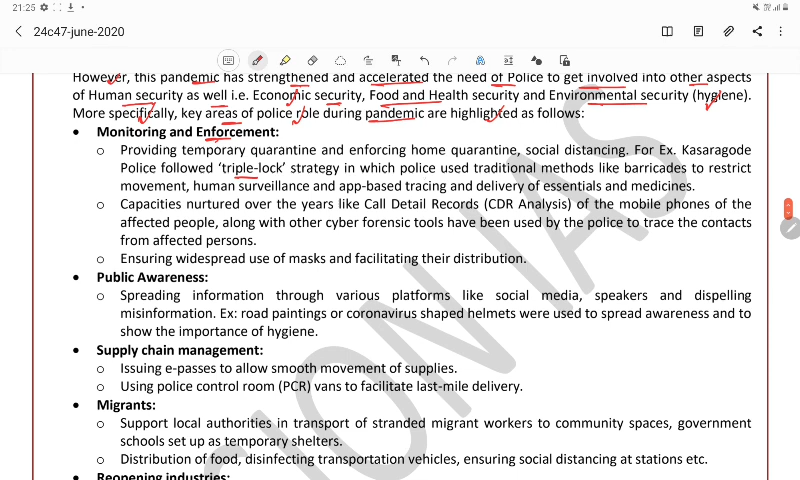 21:25
24c47-june-2020
However, this pandemic has strengthened and accelerated the need of Police to get involved into other aspects
of Human security as well i.e. Economic security, Food and Health security and Environmental security (hygiene).
More specifically, key areas of police role during pandemic are highlighted as follows:
• Monitoring and Enforcement:
o Providing temporary quarantine and enforcing home quarantine, social distancing. For Ex. Kasaragode
Police followed ‘triple-lock’ strategy in which police used traditional methods like barricades to restrict
movement, human surveillance and app-based tracing and delivery of essentials and medicines.
o Capacities nurtured over the years like Call Detail Records (CDR Analysis) of the mobile phones of the
affected people, along with other cyber forensic tools have been used by the police to trace the contacts
from affected persons.
o Ensuring widespread use of masks and facilitating their distribution.
• Public Awareness:
o Spreading information through various platforms like social media, speakers and dispelling
misinformation. Ex: road paintings or coronavirus shaped helmets were used to spread awareness and to
show the importance of hygiene.
• Supply chain management:
o Issuing e-passes to allow smooth movement of supplies.
o Using police control room (PCR) vans to facilitate last-mile delivery.
• Migrants:
o Support local authorities in transport of stranded migrant workers to community spaces, government
schools set up as temporary shelters.
o Distribution of food, disinfecting transportation vehicles, ensuring social distancing at stations etc.
• Reopening industries:
ION IAS